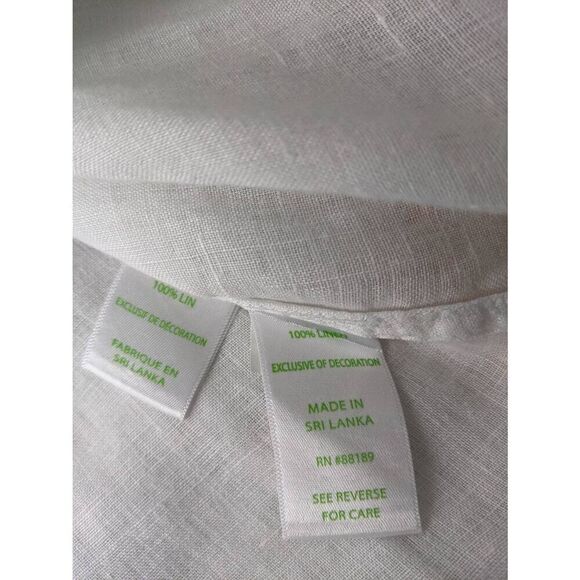 100% LIN
EXCLUSIF DE DÉCORATION
FABRIQUE EN
SRI LANKA
100% LINEN
EXCLUSIVE OF DECORATION
MADE IN
SRI LANKA
RN #88189
SEE REVERSE
FOR CARE